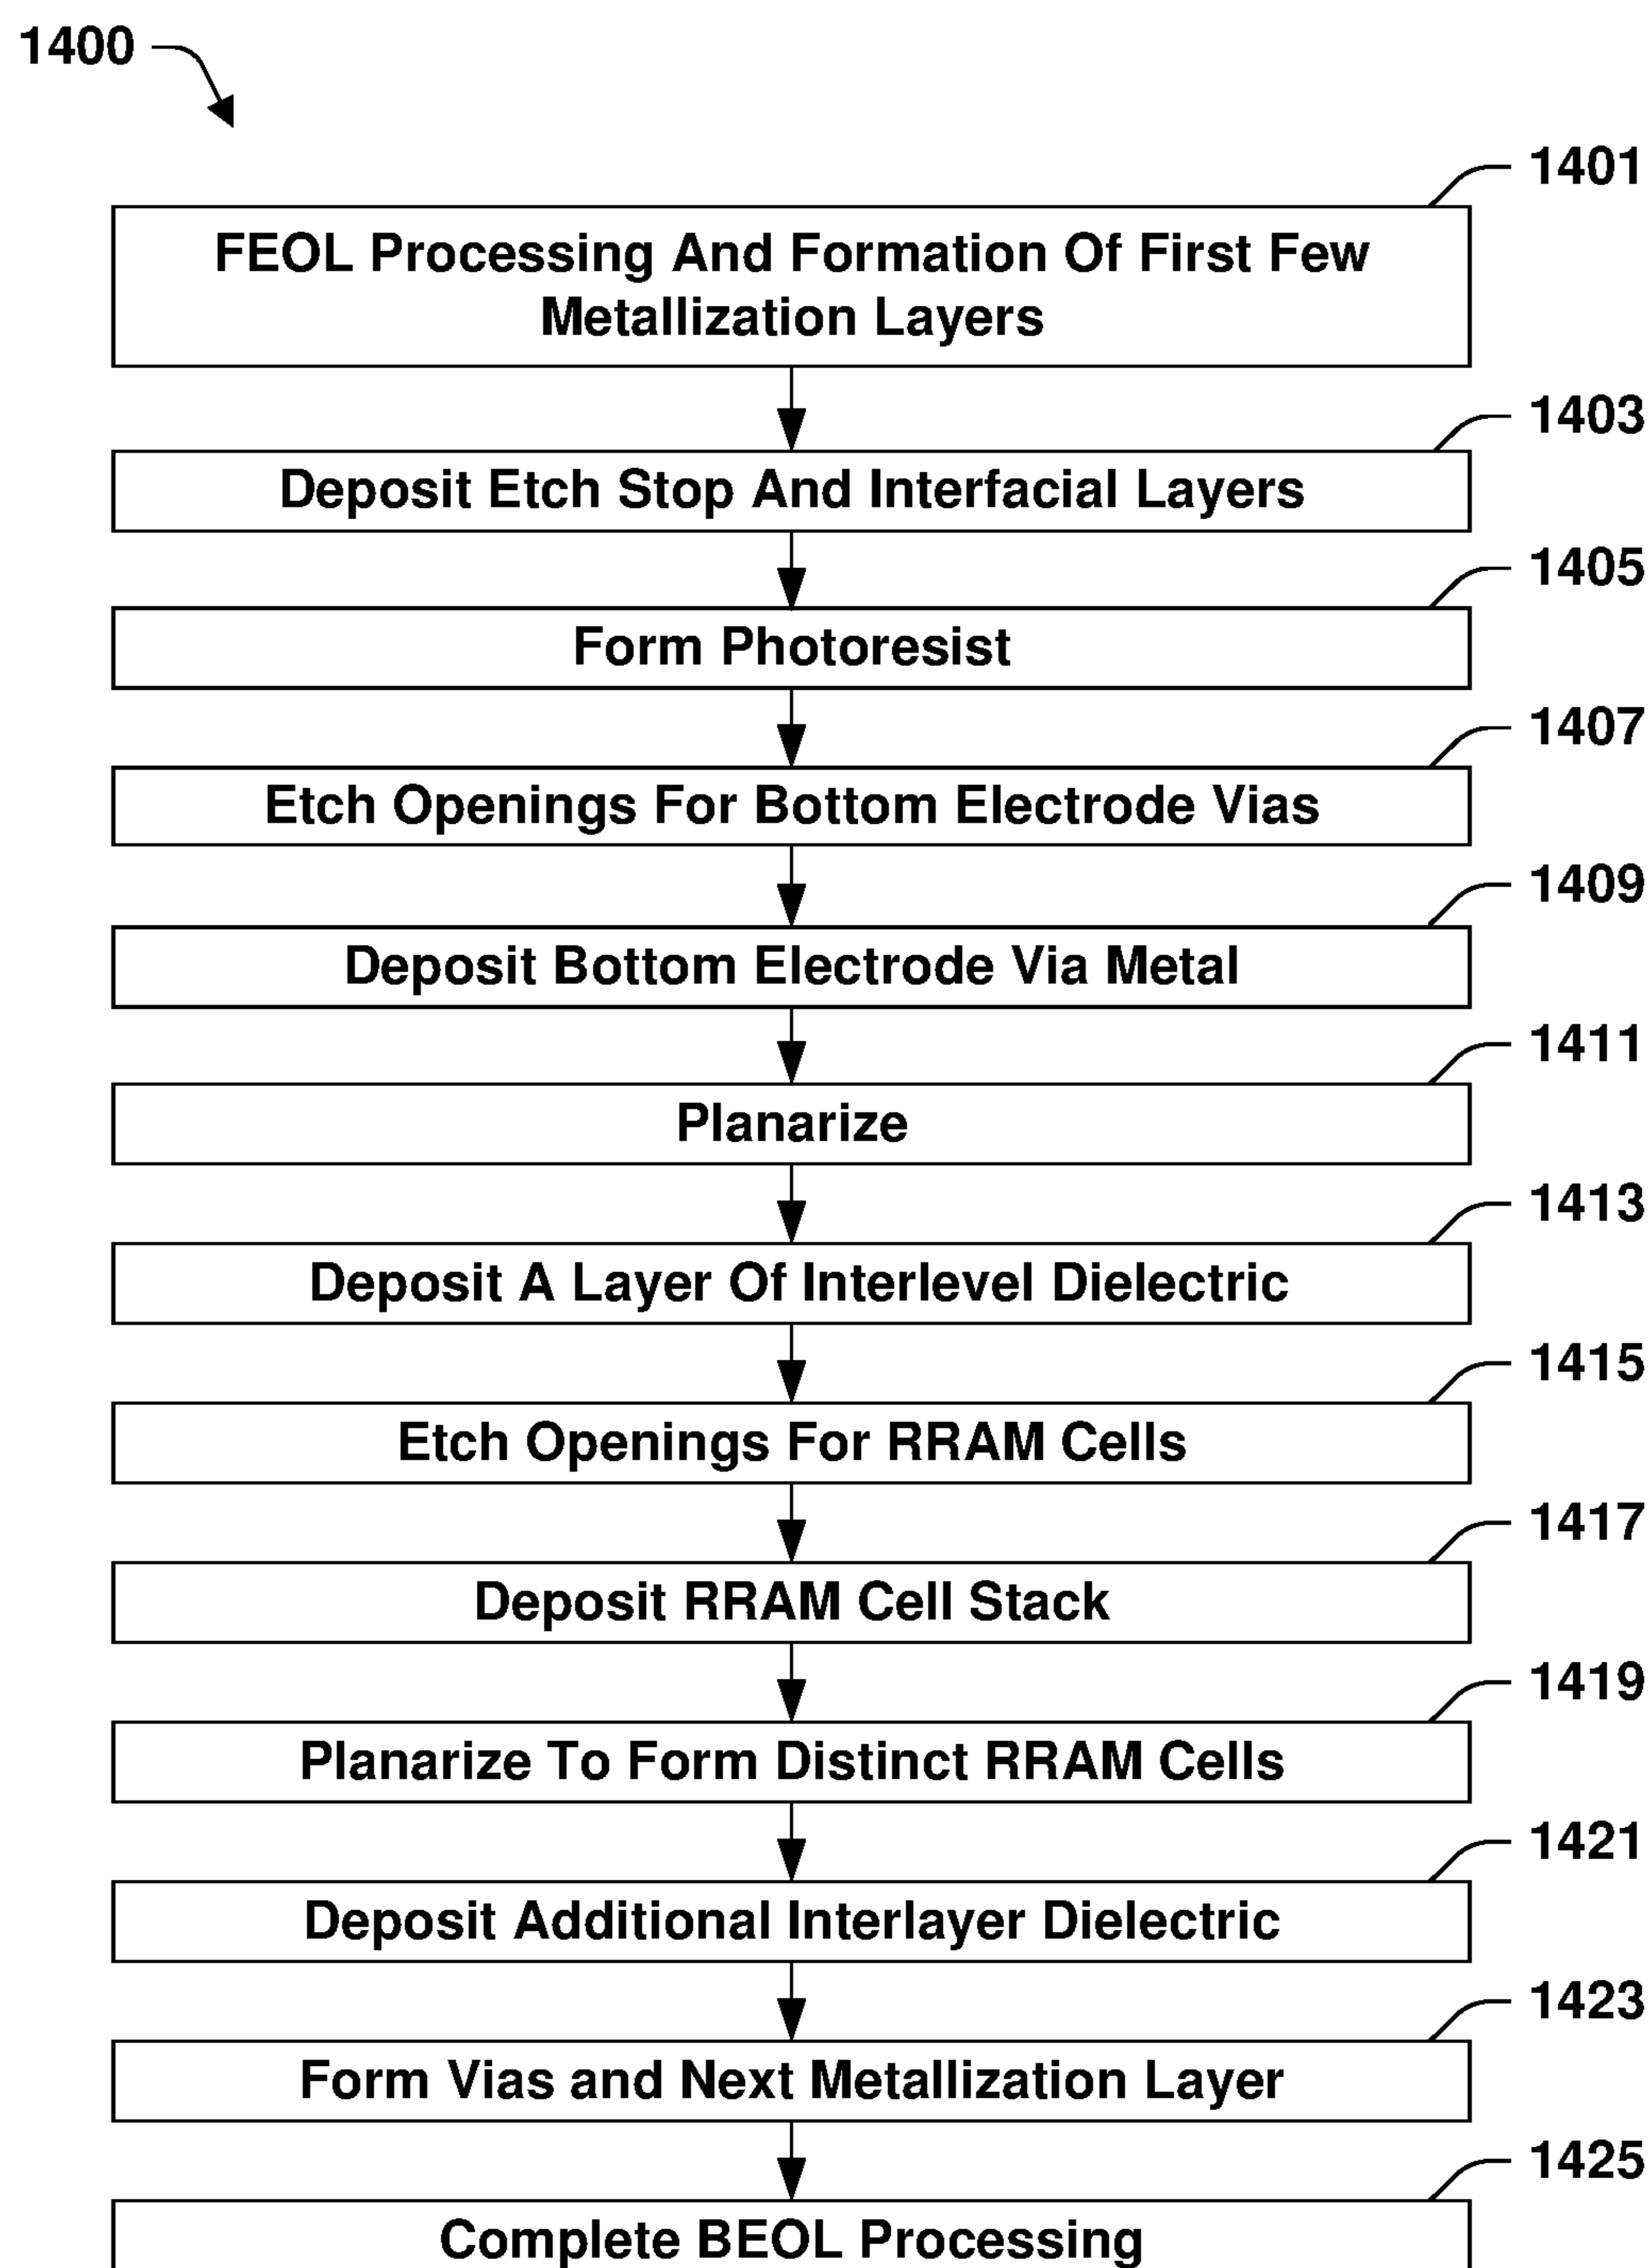 1400
1401
FEOL Processing And Formation Of First Few
Metallization Layers
1403
Deposit Etch Stop And Interfacial Layers
1405
Form Photoresist
1407
Etch Openings For Bottom Electrode Vias
1409
Deposit Bottom Electrode Via Metal
1411
Planarize
1413
Deposit A Layer Of Interlevel Dielectric
1415
Etch Openings For RRAM Cells
1417
Deposit RRAM Cell Stack
1419
Planarize To Form Distinct RRAM Cells
1421
Deposit Additional Interlayer Dielectric
1423
Form Vias and Next Metallization Layer
1425
Complete BEOL Processing